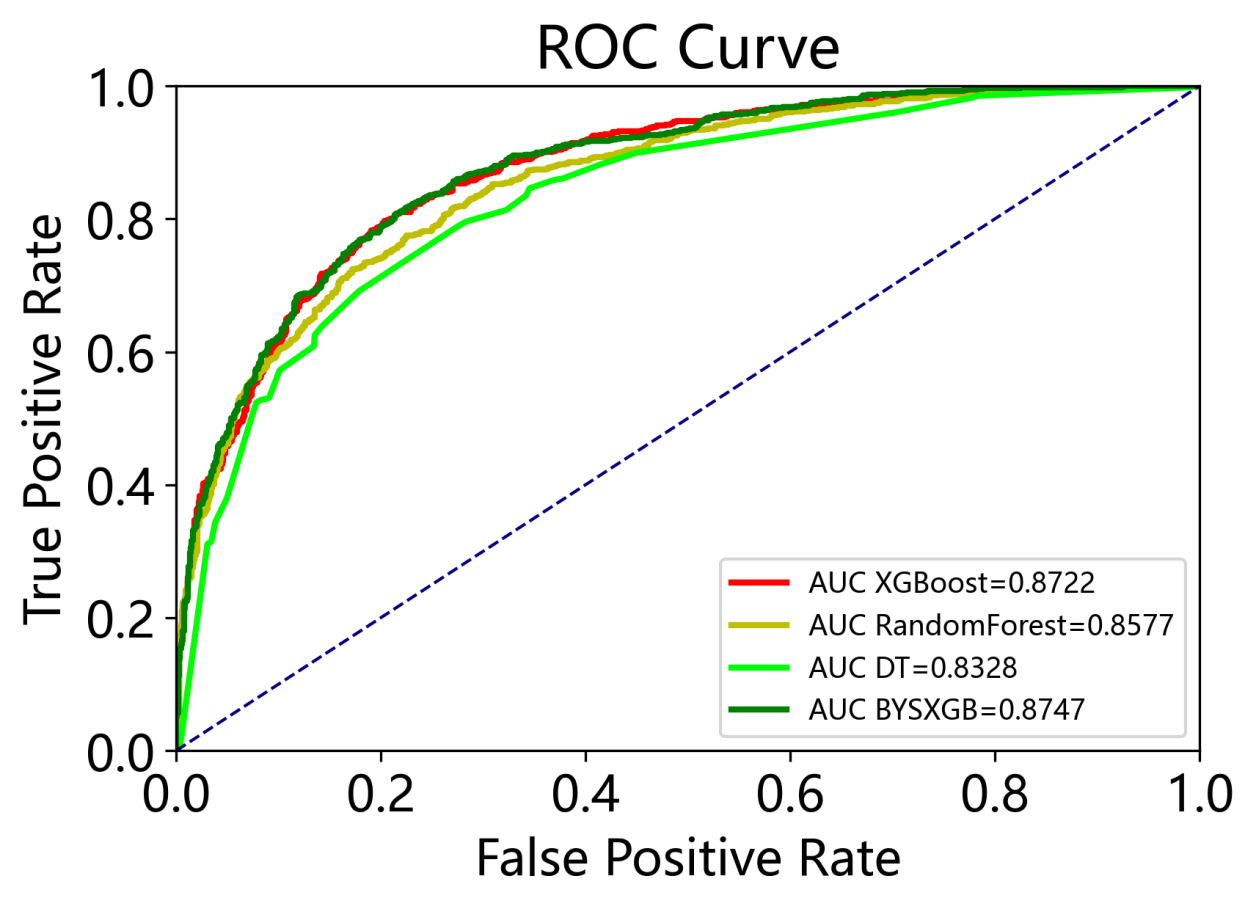 ROC Curve
1.0
0.8
0.6
0.4
0.2
0.0
True Positive Rate
0.0 0.2 0.4 0.6 0.8 1.0
False Positive Rate
AUC XGBoost=0.8722
AUC RandomForest=0.8577
AUC DT=0.8328
AUC BYSXGB=0.8747